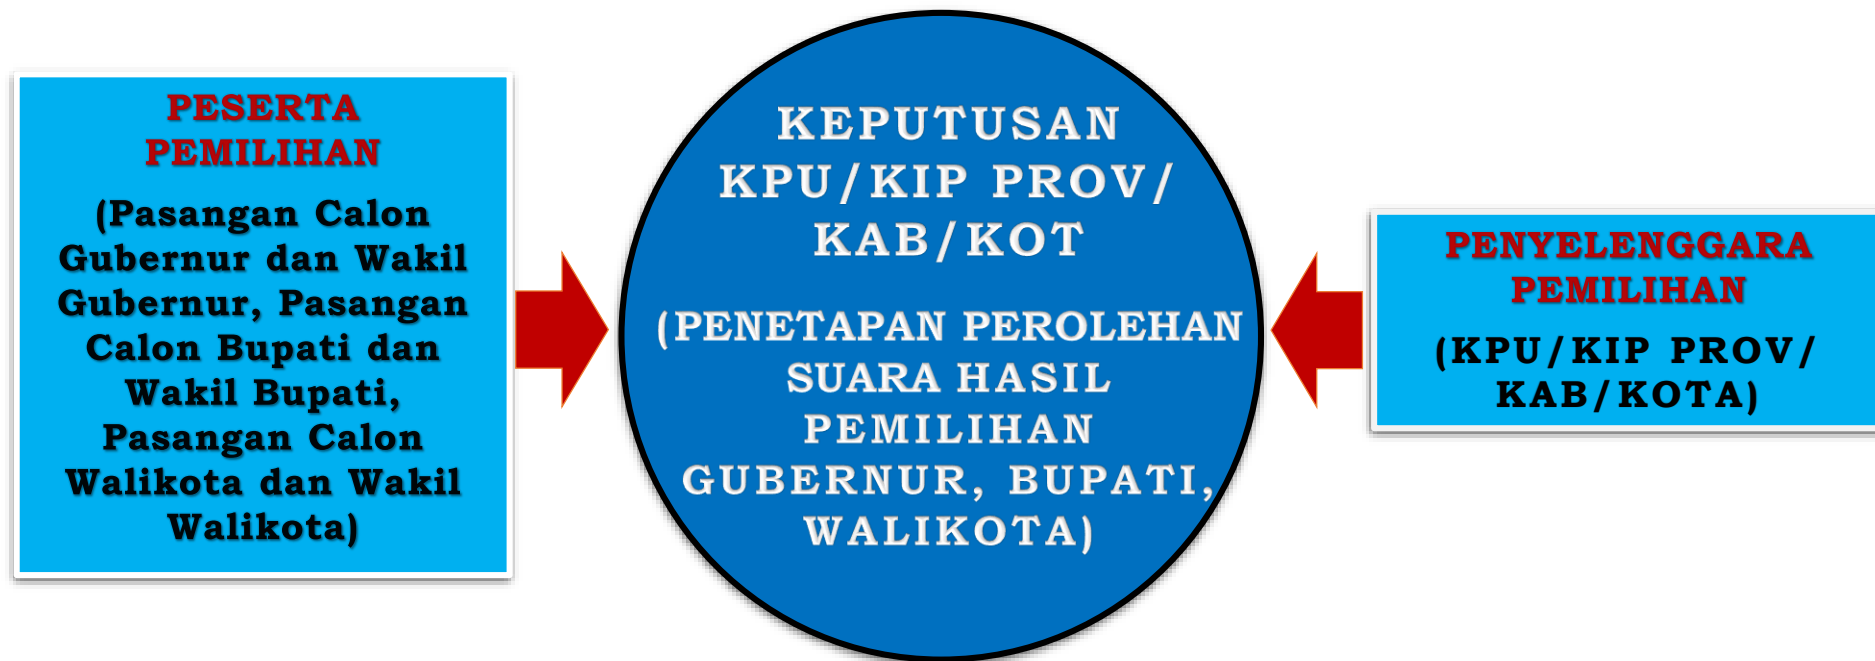 PESERTA
PEMILIHAN
(Pasangan Calon
Gubernur dan Wakil
Gubernur, Pasangan
Calon Bupati dan
Wakil Bupati,
Pasangan Calon
Walikota dan Wakil
Walikota)
KEPUTUSAN
KPU/KIP PROV/
KAB/KOT
(PENETAPAN PEROLEHAN
SUARA HASIL
PEMILIHAN
GUBERNUR, BUPATI,
WALIKOTA)
PENYELENGGARA
PEMILIHAN
(KPU/KIP PROV/
KAB/KOTA)